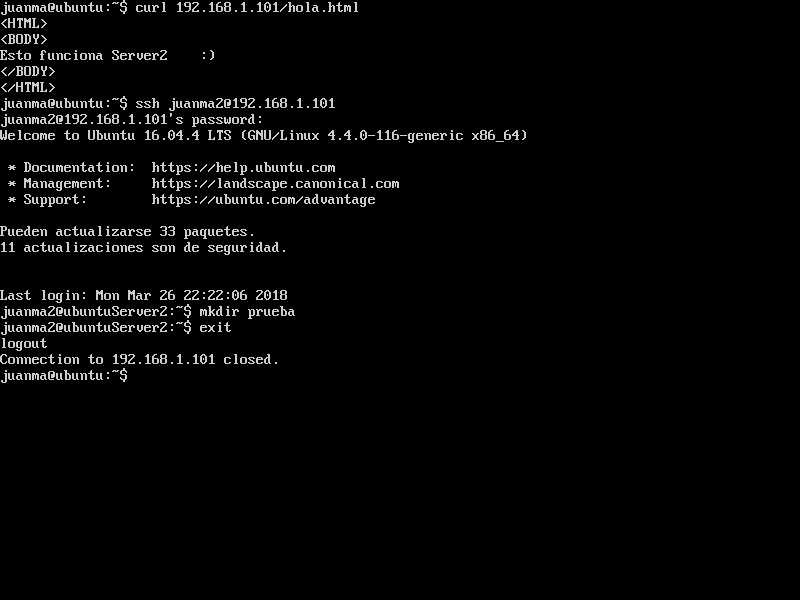 juanma@ubuntu:~$ curl 192.168.1.101/hola.html
<HTML>
<BODY>
Esto funciona Server2    :)
</BODY>
</HTML>
juanma@ubuntu:~$ ssh juanma2@192.168.1.101
juanma2@192.168.1.101's password:
Welcome to Ubuntu 16.04.4 LTS (GNU/Linux 4.4.0-116-generic x86_64)

 * Documentation:  https://help.ubuntu.com
 * Management:     https://landscape.canonical.com
 * Support:        https://ubuntu.com/advantage

Pueden actualizarse 33 paquetes.
11 actualizaciones son de seguridad.


Last login: Mon Mar 26 22:22:06 2018
juanma2@ubuntuServer2:~$ mkdir prueba
juanma2@ubuntuServer2:~$ exit
logout
Connection to 192.168.1.101 closed.
juanma@ubuntu:~$